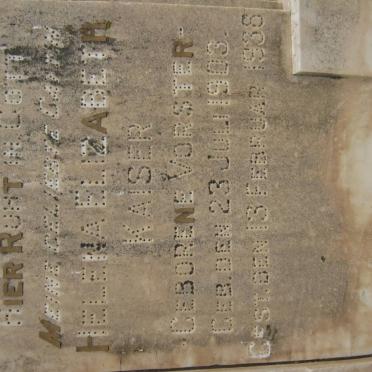 HIER RUHT IN GOTT
MEINE
HELENA ELIZABETH
KAISER
GEBORENE VORSTER
GEB. DEN 23 JULI 1903.
GEST. DEN 13 FEBRUAR 1938